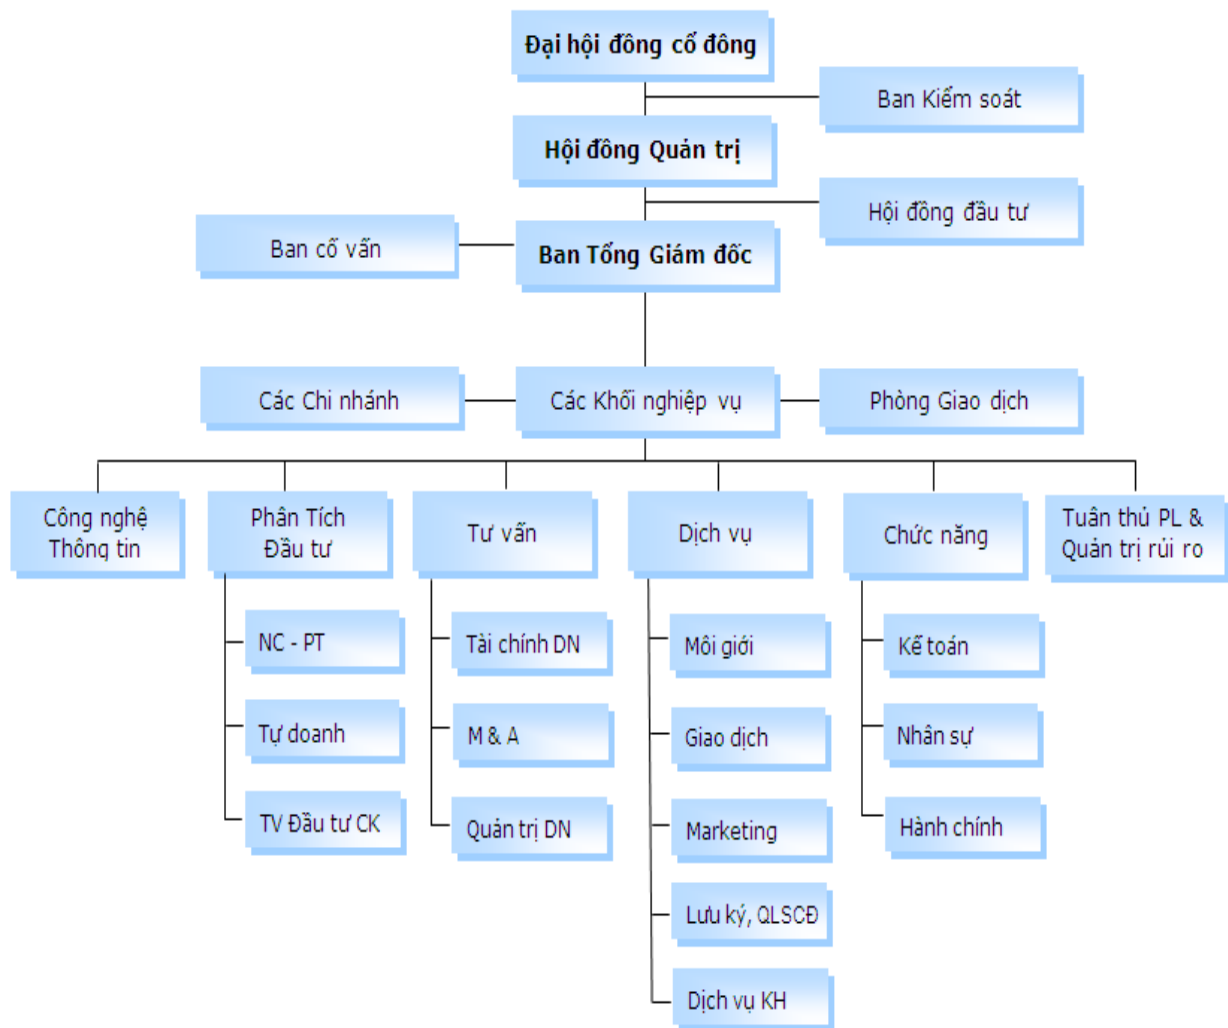 Đại hội đồng cổ đông
Ban Kiểm soát
Hội đồng Quản trị
Hội đồng đầu tư
Ban cố vấn
Ban Tổng Giám đốc
Các Chi nhánh
Các Khối nghiệp vụ
Phòng Giao dịch
Công nghệ
Thông tin
Phân Tích
Đầu tư
Tư vấn
Dịch vụ
Chức năng
Tuân thủ PL &
Quản trị rủi ro
NC - PT
Tự doanh
TV Đầu tư CK
Tài chính DN
M & A
Quản trị DN
Môi giới
Giao dịch
Marketing
Lưu ký, QLSCĐ
Dịch vụ KH
Kế toán
Nhân sự
Hành chính